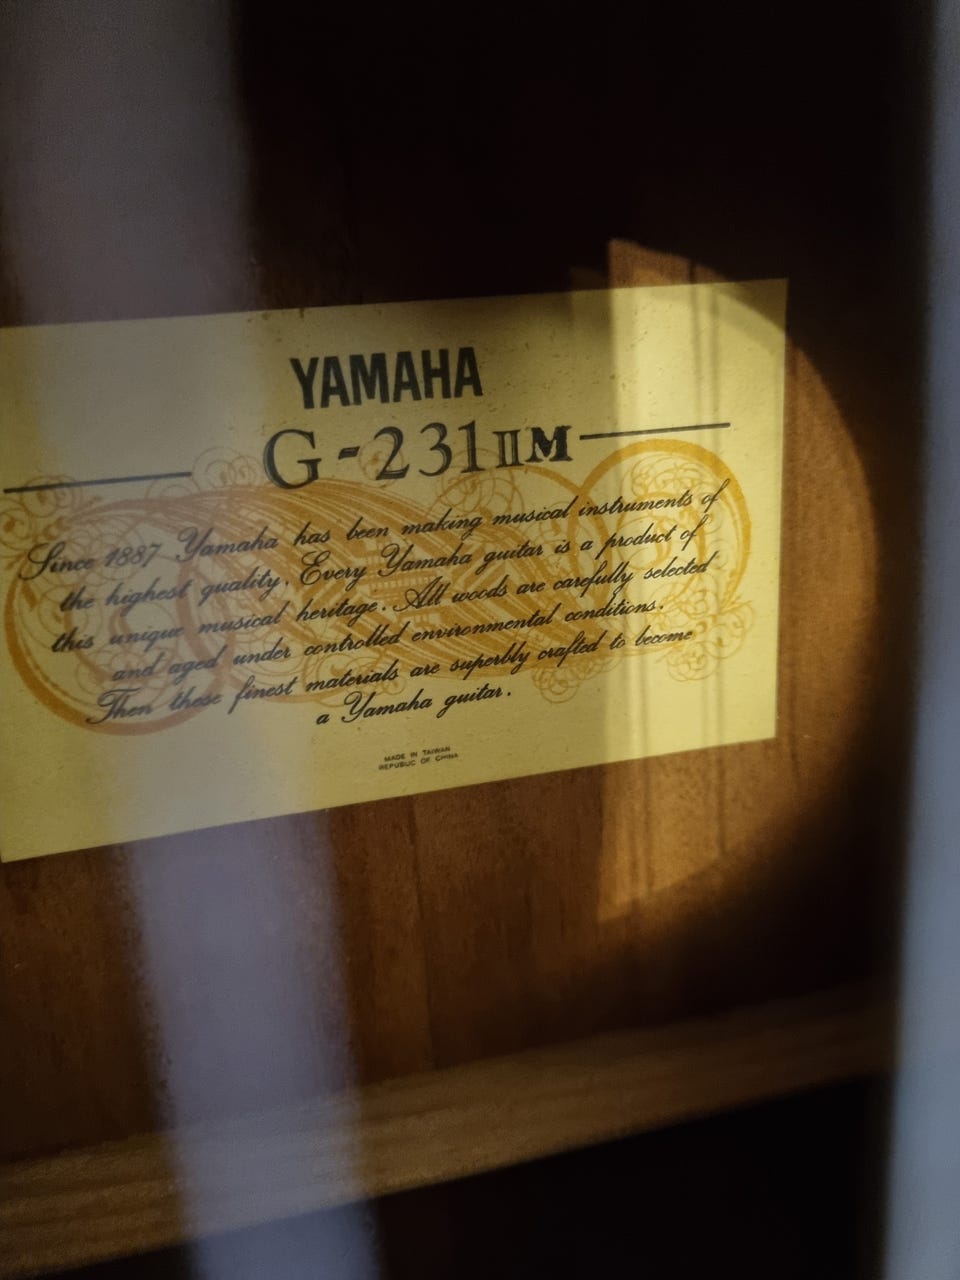 YAMAHA
G-231IIM
Since 1887 Yamaha has been making musical instruments of
the highest quality. Every Yamaha guitar is a product of
this unique musical heritage. All woods are carefully selected
and aged under controlled environmental conditions.
Then these finest materials are superbly crafted to become
a Yamaha guitar.
MADE IN TAIWAN
REPUBLIC OF CHINA